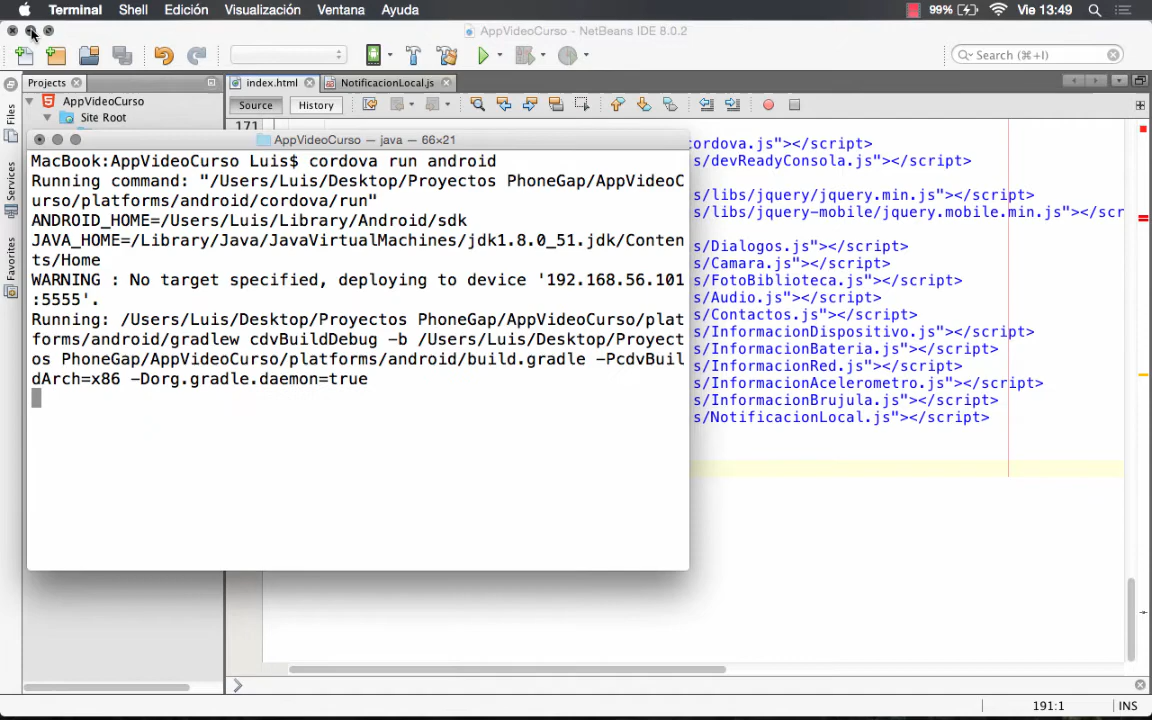 Terminal Shell Edición Visualización Ventana Ayuda 99% Vie 13:49
AppVideoCurso - NetBeans IDE 8.0.2
Search (⌘+I)
Projects
index.html NotificacionLocal.js
AppVideoCurso
Source History
Site Root
171
Files
Services
Favorites
AppVideoCurso — java — 66×21
MacBook:AppVideoCurso Luis$ cordova run android
Running command: "/Users/Luis/Desktop/Proyectos PhoneGap/AppVideoC
urso/platforms/android/cordova/run"
ANDROID_HOME=/Users/Luis/Library/Android/sdk
JAVA_HOME=/Library/Java/JavaVirtualMachines/jdk1.8.0_51.jdk/Conten
ts/Home
WARNING : No target specified, deploying to device '192.168.56.101
:5555'.
Running: /Users/Luis/Desktop/Proyectos PhoneGap/AppVideoCurso/plat
forms/android/gradlew cdvBuildDebug -b /Users/Luis/Desktop/Proyect
os PhoneGap/AppVideoCurso/platforms/android/build.gradle -PcdvBuil
dArch=x86 -Dorg.gradle.daemon=true
cordova.js"></script>
s/devReadyConsola.js"></script>
s/libs/jquery/jquery.min.js"></script>
s/libs/jquery-mobile/jquery.mobile.min.js"></scr
s/Dialogos.js"></script>
s/Camara.js"></script>
s/FotoBiblioteca.js"></script>
s/Audio.js"></script>
s/Contactos.js"></script>
s/InformacionDispositivo.js"></script>
s/InformacionBateria.js"></script>
s/InformacionRed.js"></script>
s/InformacionAcelerometro.js"></script>
s/InformacionBrujula.js"></script>
s/NotificacionLocal.js"></script>
191:1 INS